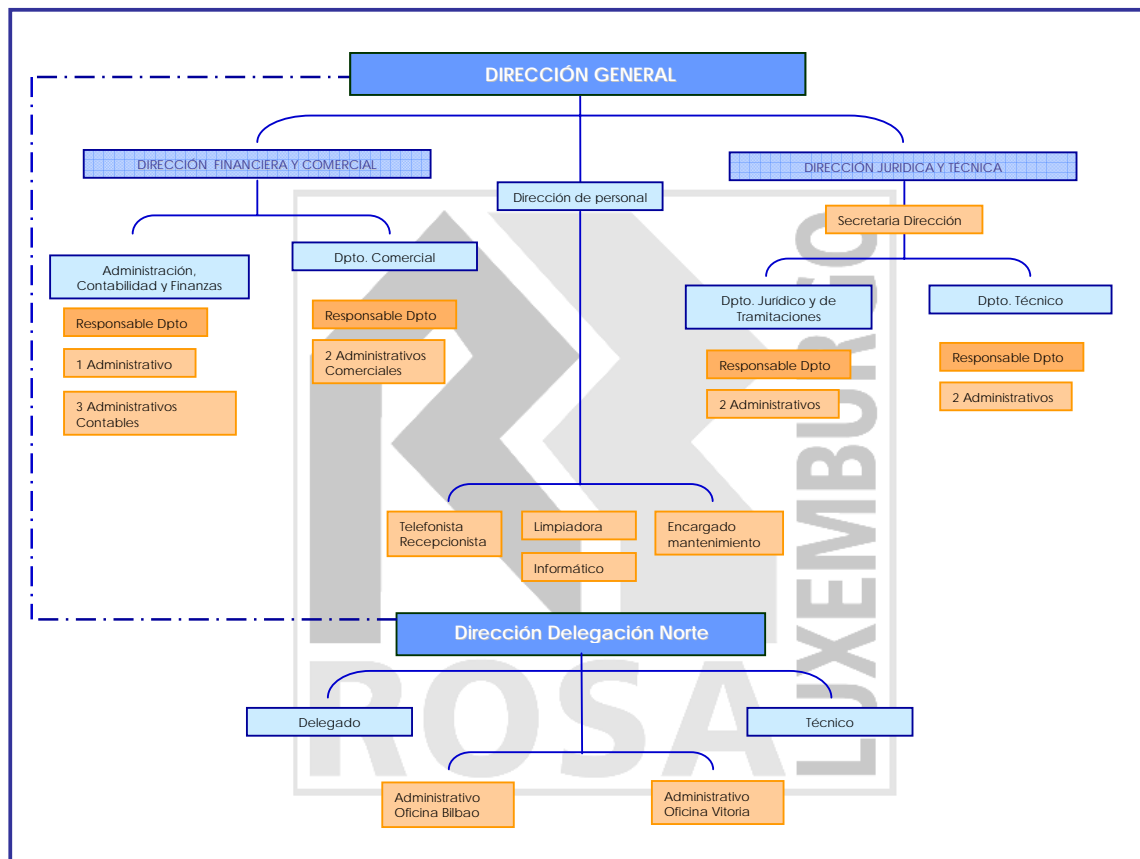 DIRECCIÓN GENERAL
DIRECCIÓN FINANCIERA Y COMERCIAL
DIRECCIÓN JURIDICA Y TÉCNICA
Dirección de personal
Secretaria Dirección
Administración,
Contabilidad y Finanzas
Dpto. Comercial
Dpto. Jurídico y de
Tramitaciones
Dpto. Técnico
Responsable Dpto
1 Administrativo
3 Administrativos
Contables
Responsable Dpto
2 Administrativos
Comerciales
Responsable Dpto
2 Administrativos
Responsable Dpto
2 Administrativos
Telefonista
Recepcionista
Limpiadora
Informático
Encargado
mantenimiento
Dirección Delegación Norte
Delegado
Técnico
Administrativo
Oficina Bilbao
Administrativo
Oficina Vitoria
ROSA
LUXEMBURGO